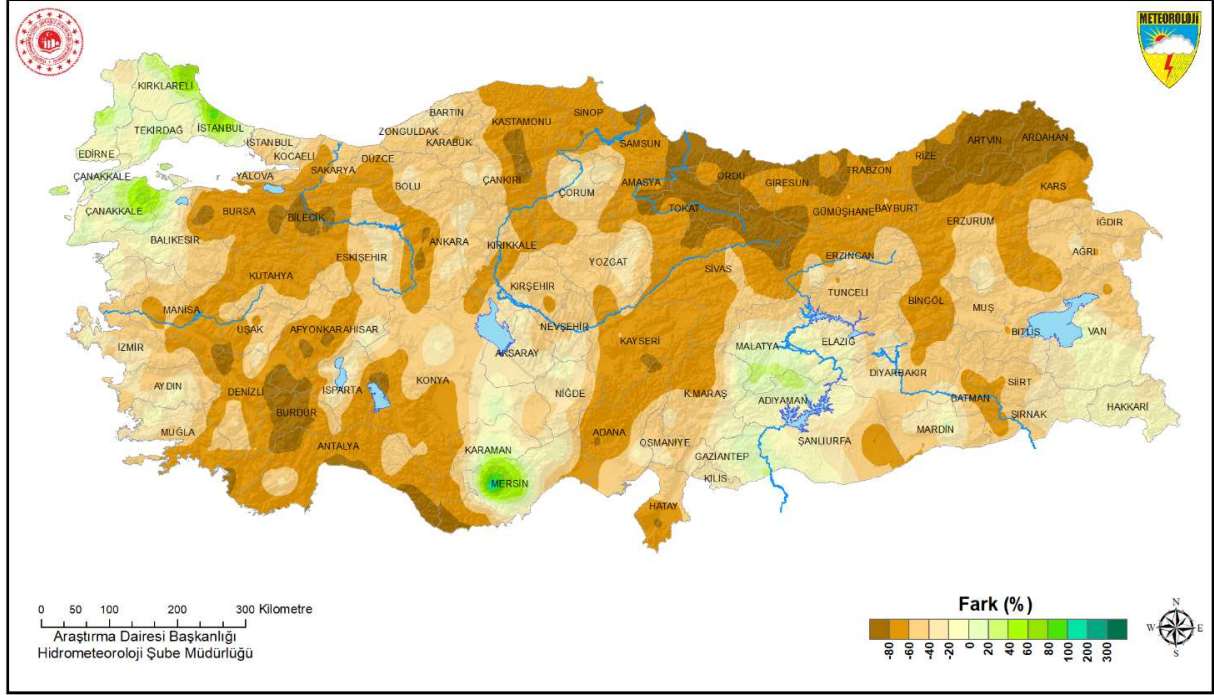 METEOROLOJİ
KIRKLARELİ
TEKİRDAĞ
İSTANBUL
EDİRNE
ÇANAKKALE
ÇANAKKALE
İSTANBUL
KOCAELİ
YALOVA
SAKARYA
DÜZCE
ZONGULDAK
BARTIN
KARABÜK
KASTAMONU
SİNOP
SAMSUN
BOLU
ÇANKIRI
ÇORUM
AMASYA
ORDU
TOKAT
GİRESUN
TRABZON
RİZE
ARTVİN
ARDAHAN
KARS
GÜMÜŞHANE
BAYBURT
ERZURUM
IĞDIR
AĞRI
BURSA
BİLECİK
BALIKESİR
ESKİŞEHİR
ANKARA
KIRIKKALE
YOZGAT
SİVAS
ERZİNCAN
TUNCELİ
BİNGÖL
MUŞ
BİTLİS
VAN
KUTAHYA
MANİSA
UŞAK
AFYONKARAHİSAR
KIRŞEHİR
NEVŞEHİR
KAYSERİ
MALATYA
ELAZIĞ
İZMİR
AKSARAY
DİYARBAKIR
SİİRT
BATMAN
ŞIRNAK
HAKKARİ
AYDIN
DENİZLİ
ISPARTA
BURDUR
KONYA
NİĞDE
K.MARAŞ
ADIYAMAN
MUĞLA
ANTALYA
KARAMAN
MERSİN
ADANA
OSMANİYE
GAZİANTEP
KİLİS
ŞANLIURFA
MARDİN
HATAY
0 50 100 200 300 Kilometre
Araştırma Dairesi Başkanlığı
Hidrometeoroloji Şube Müdürlüğü
Fark (%)
-80 -60 -40 -20 0 20 40 60 80 100 200 300
N
W E
S